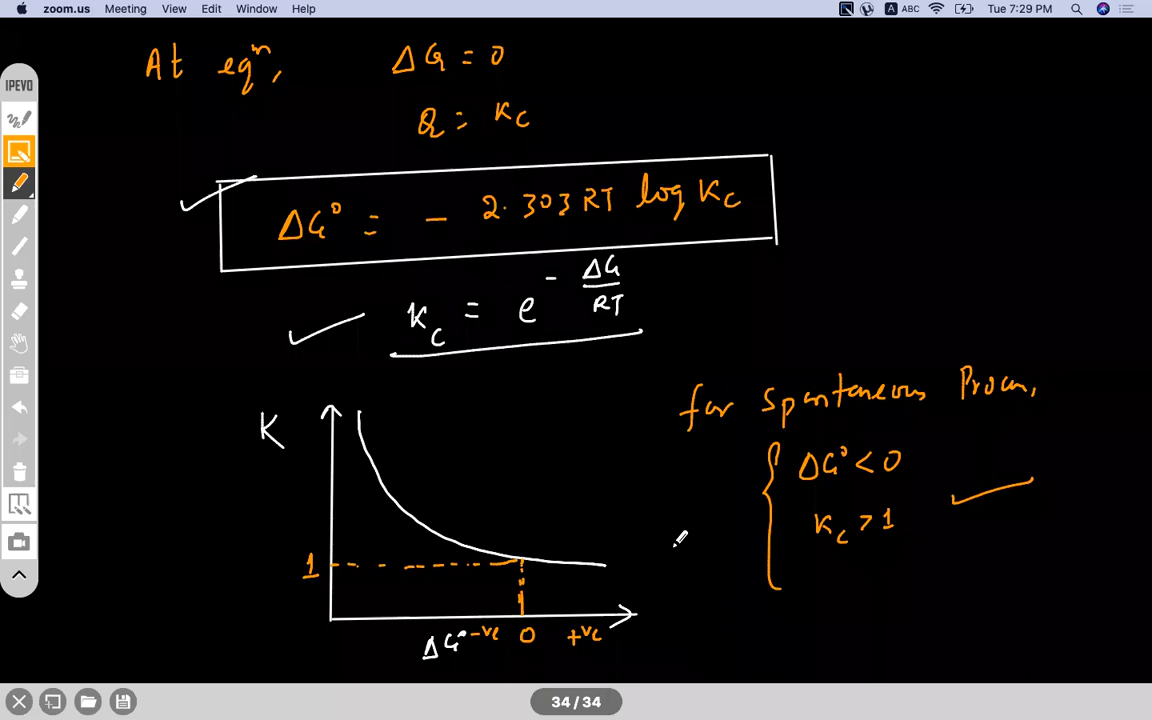 zoom.us Meeting View Edit Window Help ABC Tue 7:29 PM
IPEVO
At eqⁿ, ΔG = 0
Q = Kc
ΔG° = - 2.303 RT log Kc
Kc = e^-ΔG/RT
K
for Spontaneous
ΔG° < 0
Kc > 1
1
ΔG° -ve 0 +ve
34 / 34